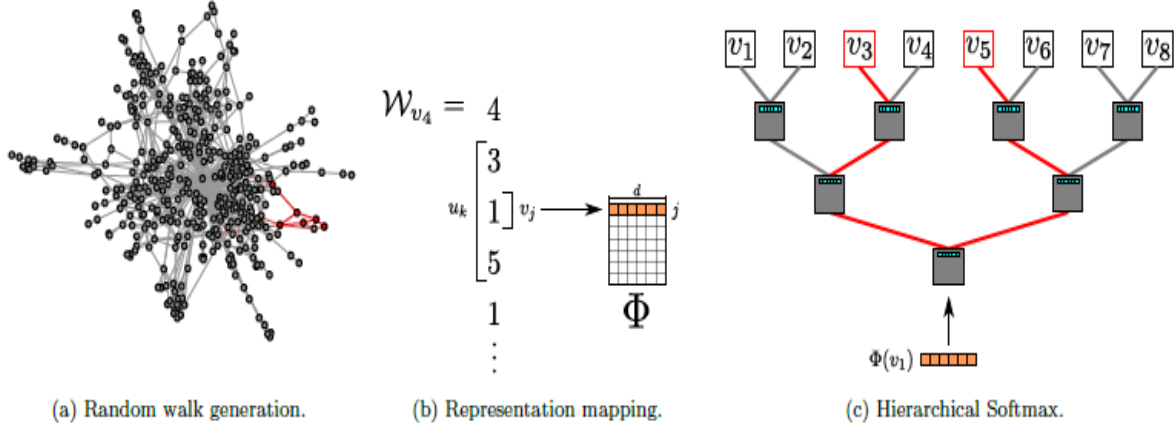 v₁ v₂ v₃ v₄ v₅ v₆ v₇ v₈
𝒲ᵥ₄ = 4
3
uₖ 1 vⱼ d j
5
Φ
1
⋮
Φ(v₁)
(a) Random walk generation. (b) Representation mapping. (c) Hierarchical Softmax.